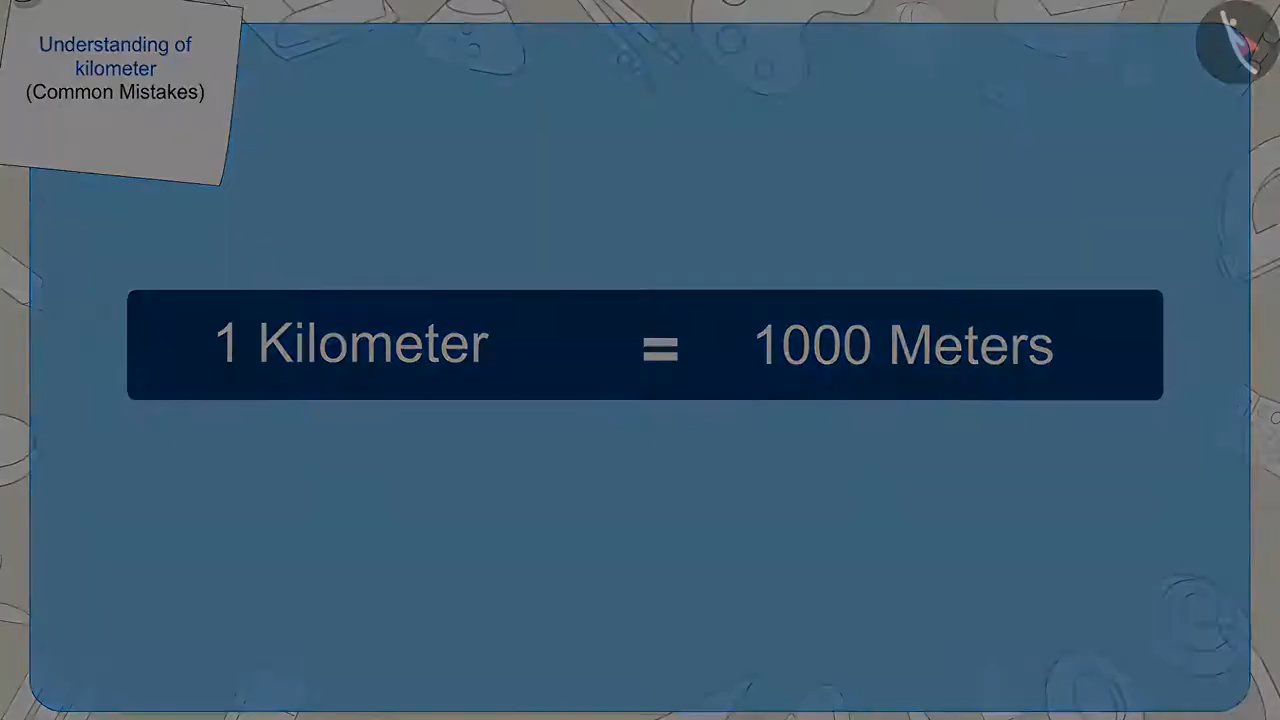 Understanding of
kilometer
(Common Mistakes)
1 Kilometer = 1000 Meters